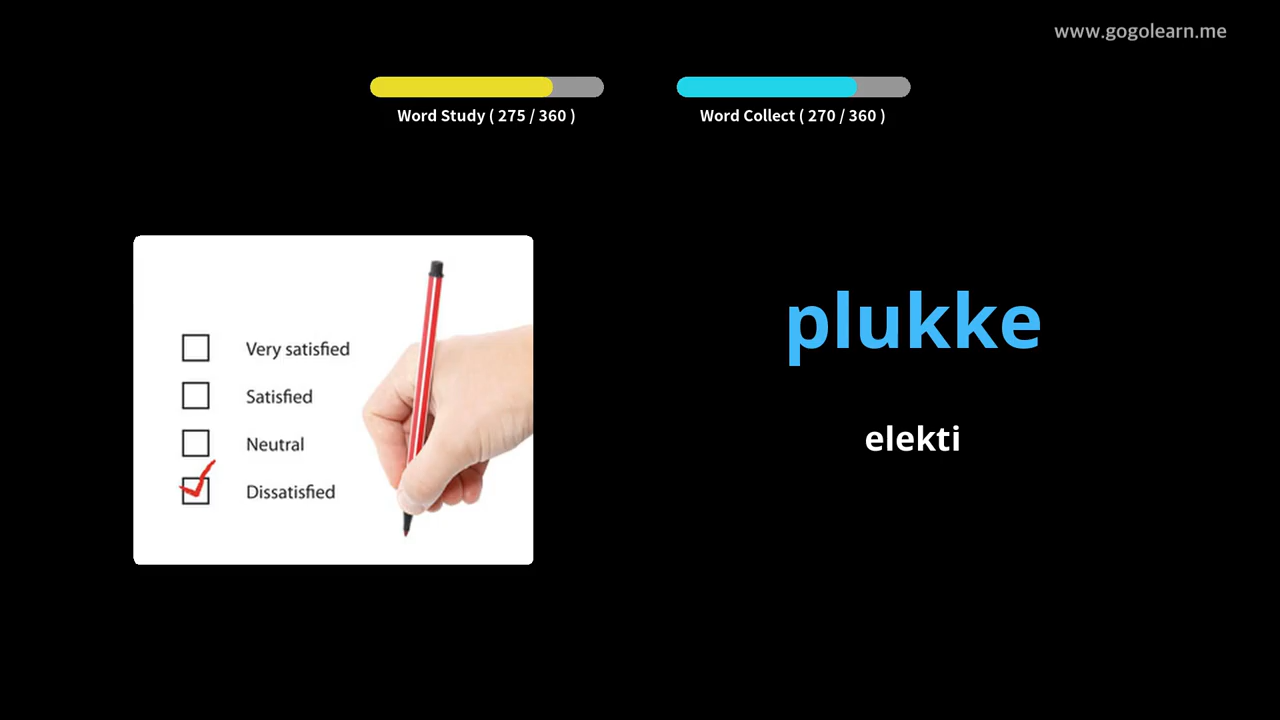 www.gogolearn.me
Word Study ( 275 / 360 )
Word Collect ( 270 / 360 )
Very satisfied
Satisfied
Neutral
Dissatisfied
plukke
elekti